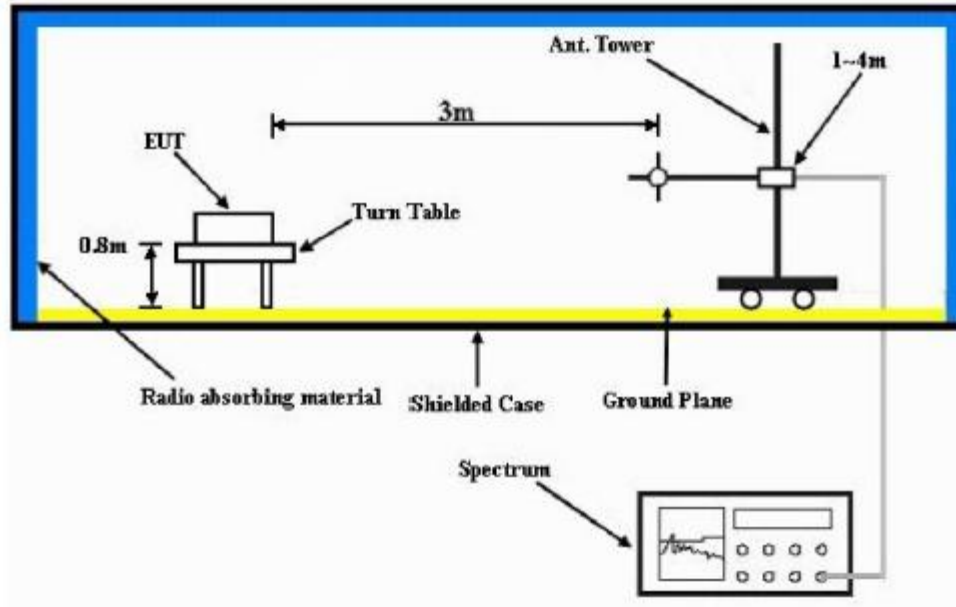 Ant. Tower
1~4m
3m
EUT
Turn Table
0.8m
Radio absorbing material
Shielded Case
Ground Plane
Spectrum